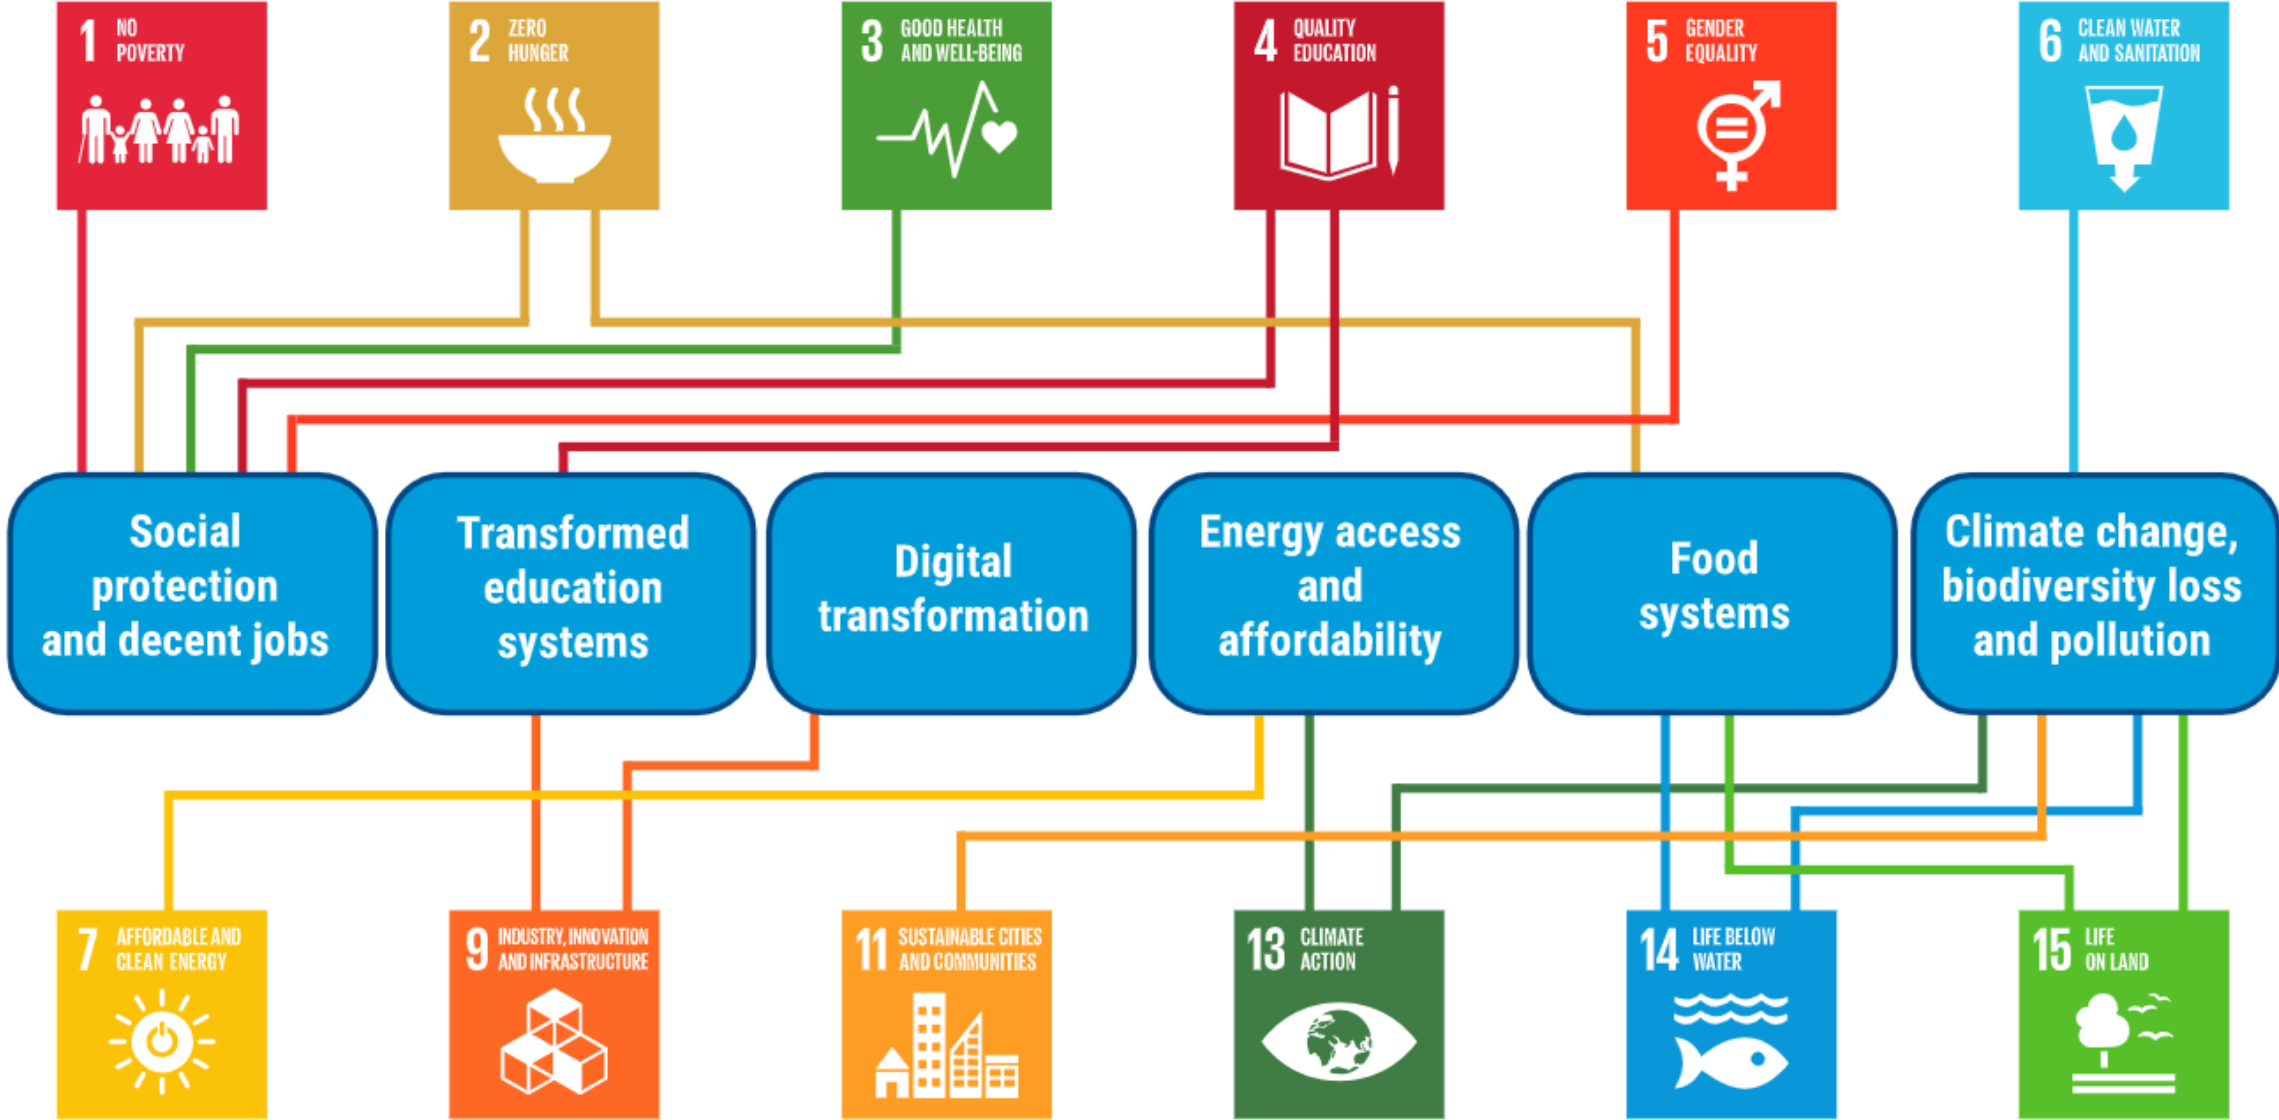 1 NO
POVERTY
2 ZERO
HUNGER
3 GOOD HEALTH
AND WELL-BEING
4 QUALITY
EDUCATION
5 GENDER
EQUALITY
6 CLEAN WATER
AND SANITATION
Social
protection
and decent jobs
Transformed
education
systems
Digital
transformation
Energy access
and
affordability
Food
systems
Climate change,
biodiversity loss
and pollution
7 AFFORDABLE AND
CLEAN ENERGY
9 INDUSTRY, INNOVATION
AND INFRASTRUCTURE
11 SUSTAINABLE CITIES
AND COMMUNITIES
13 CLIMATE
ACTION
14 LIFE BELOW
WATER
15 LIFE
ON LAND